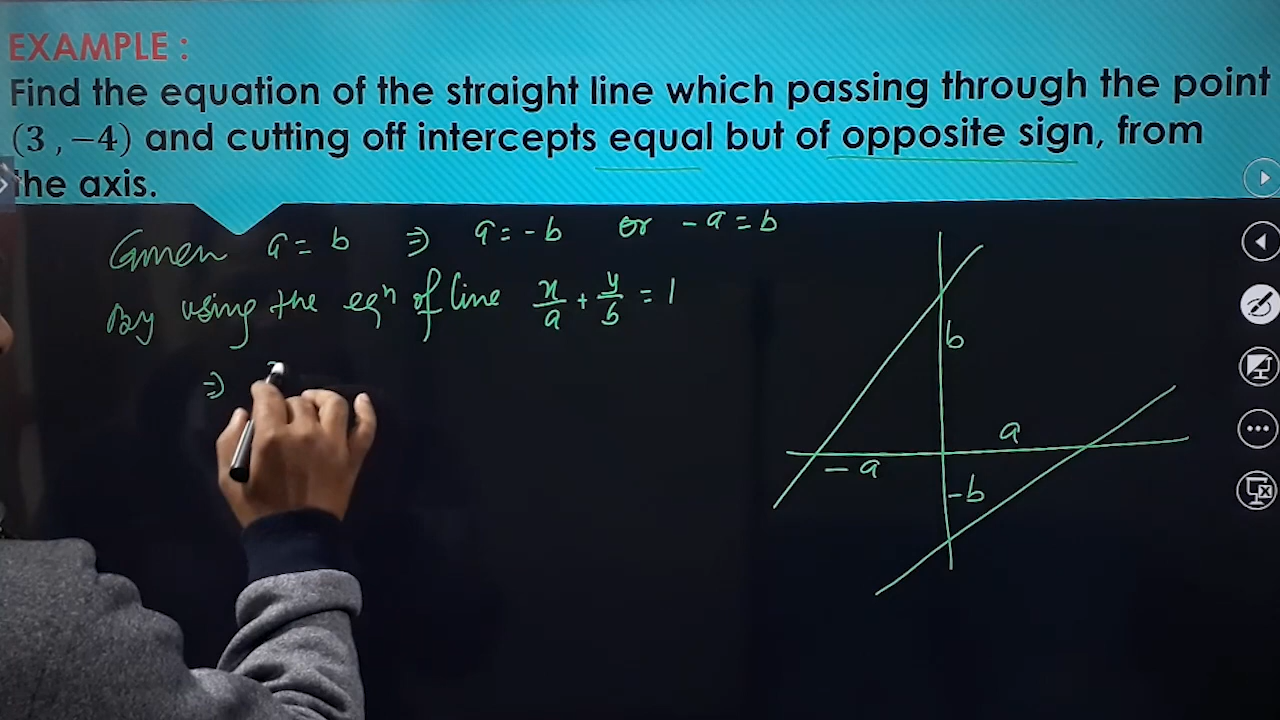 EXAMPLE :
Find the equation of the straight line which passing through the point
(3 , −4) and cutting off intercepts equal but of opposite sign, from
the axis.
Given a = b ⇒ a = -b or -a = b
By using the eqⁿ of line x/a + y/b = 1
⇒
b
a
-a
-b